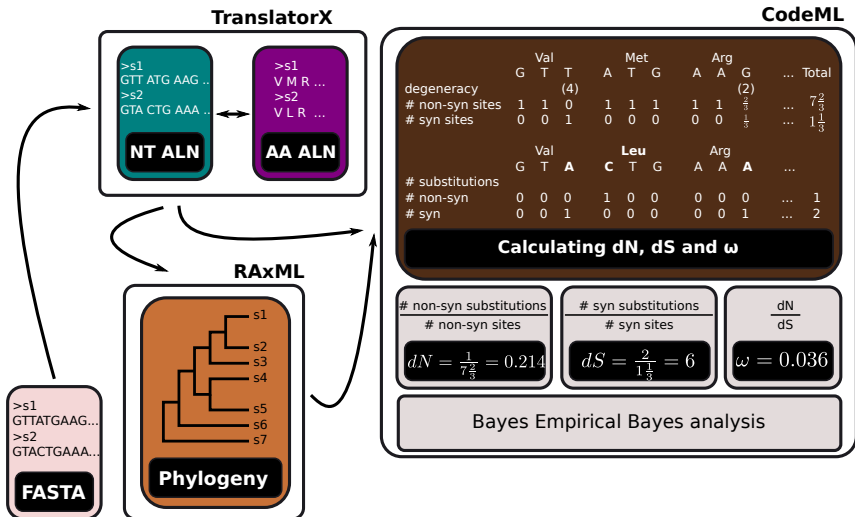 TranslatorX
>s1
GTT ATG AAG ...
>s2
GTA CTG AAA ...
NT ALN
>s1
V M R ...
>s2
V L R ...
AA ALN
RAxML
s1
s2
s3
s4
s5
s6
s7
Phylogeny
>s1
GTTATGAAG...
>s2
GTACTGAAA...
FASTA
CodeML
Val Met Arg
G T T A T G A A G ... Total
degeneracy (4) (2)
# non-syn sites 1 1 0 1 1 1 1 1 2/3 ... 7 2/3
# syn sites 0 0 1 0 0 0 0 0 1/3 ... 1 1/3
Val Leu Arg
G T A C T G A A A ...
# substitutions
# non-syn 0 0 0 1 0 0 0 0 0 ... 1
# syn 0 0 1 0 0 0 0 0 1 ... 2
Calculating dN, dS and ω
# non-syn substitutions
# non-syn sites
dN = 1/(7 2/3) = 0.214
# syn substitutions
# syn sites
dS = 2/(1 1/3) = 6
dN
dS
ω = 0.036
Bayes Empirical Bayes analysis